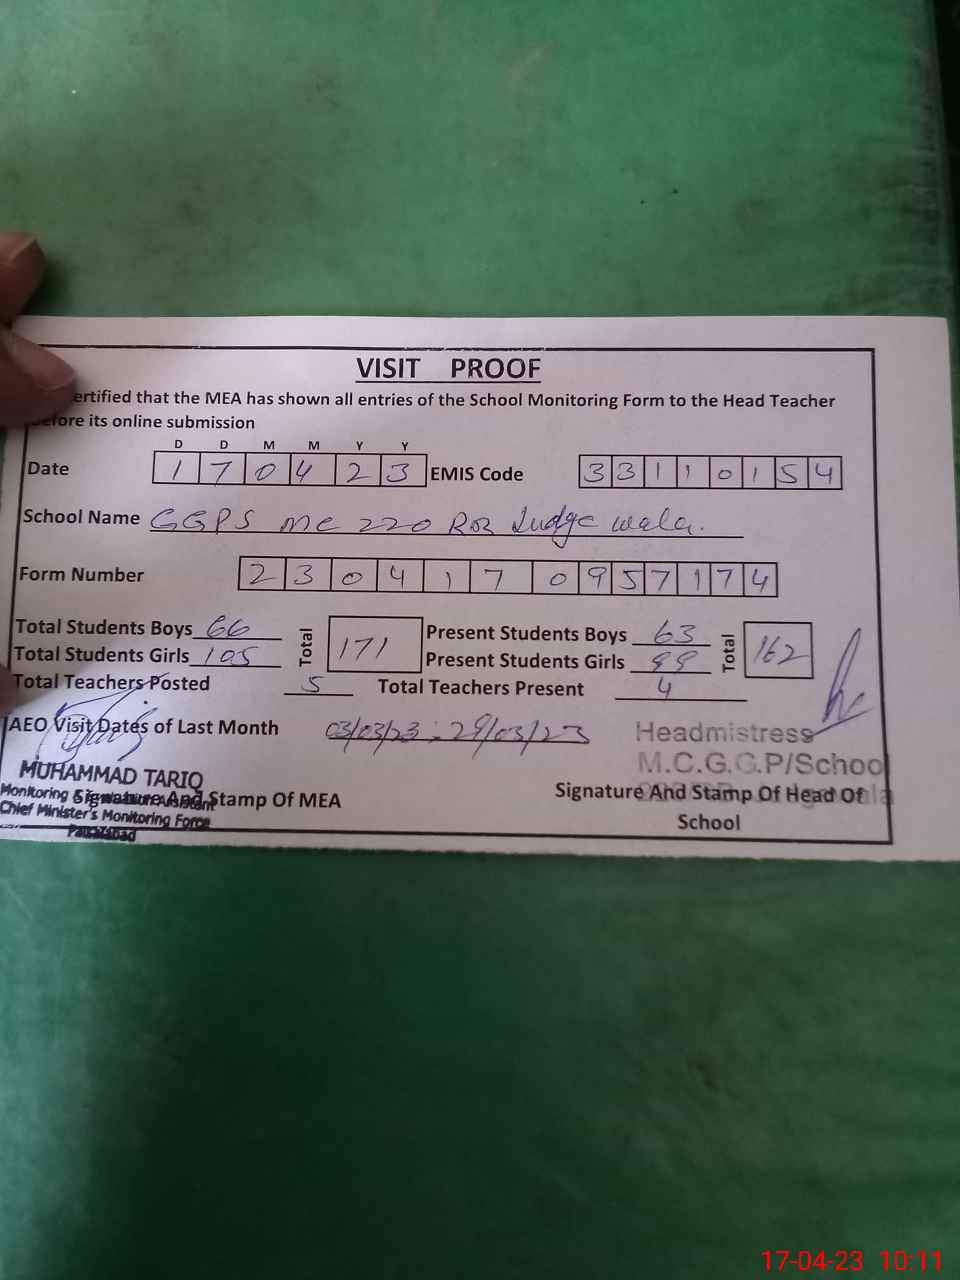 VISIT PROOF
ertified that the MEA has shown all entries of the School Monitoring Form to the Head Teacher
before its online submission
D D M M Y Y
Date 1 7 0 4 2 3 EMIS Code 3 3 1 1 0 1 5 4
School Name GGPS MC 220 RB Judge wala.
Form Number 2 3 0 4 1 7 0 9 5 7 1 7 4
Total Students Boys 66 Total 171 Present Students Boys 63 Total 162
Total Students Girls 105 Present Students Girls 99
Total Teachers Posted 5 Total Teachers Present 4
AEO Visit Dates of Last Month 03/03/23 : 29/03/23
Headmistress
M.C.G.G.P/School
MUHAMMAD TARIQ
Monitoring
Signature And Stamp Of MEA Signature And Stamp Of Head Of
School
Chief Minister's Monitoring Force
Faisalabad
17-04-23 10:11